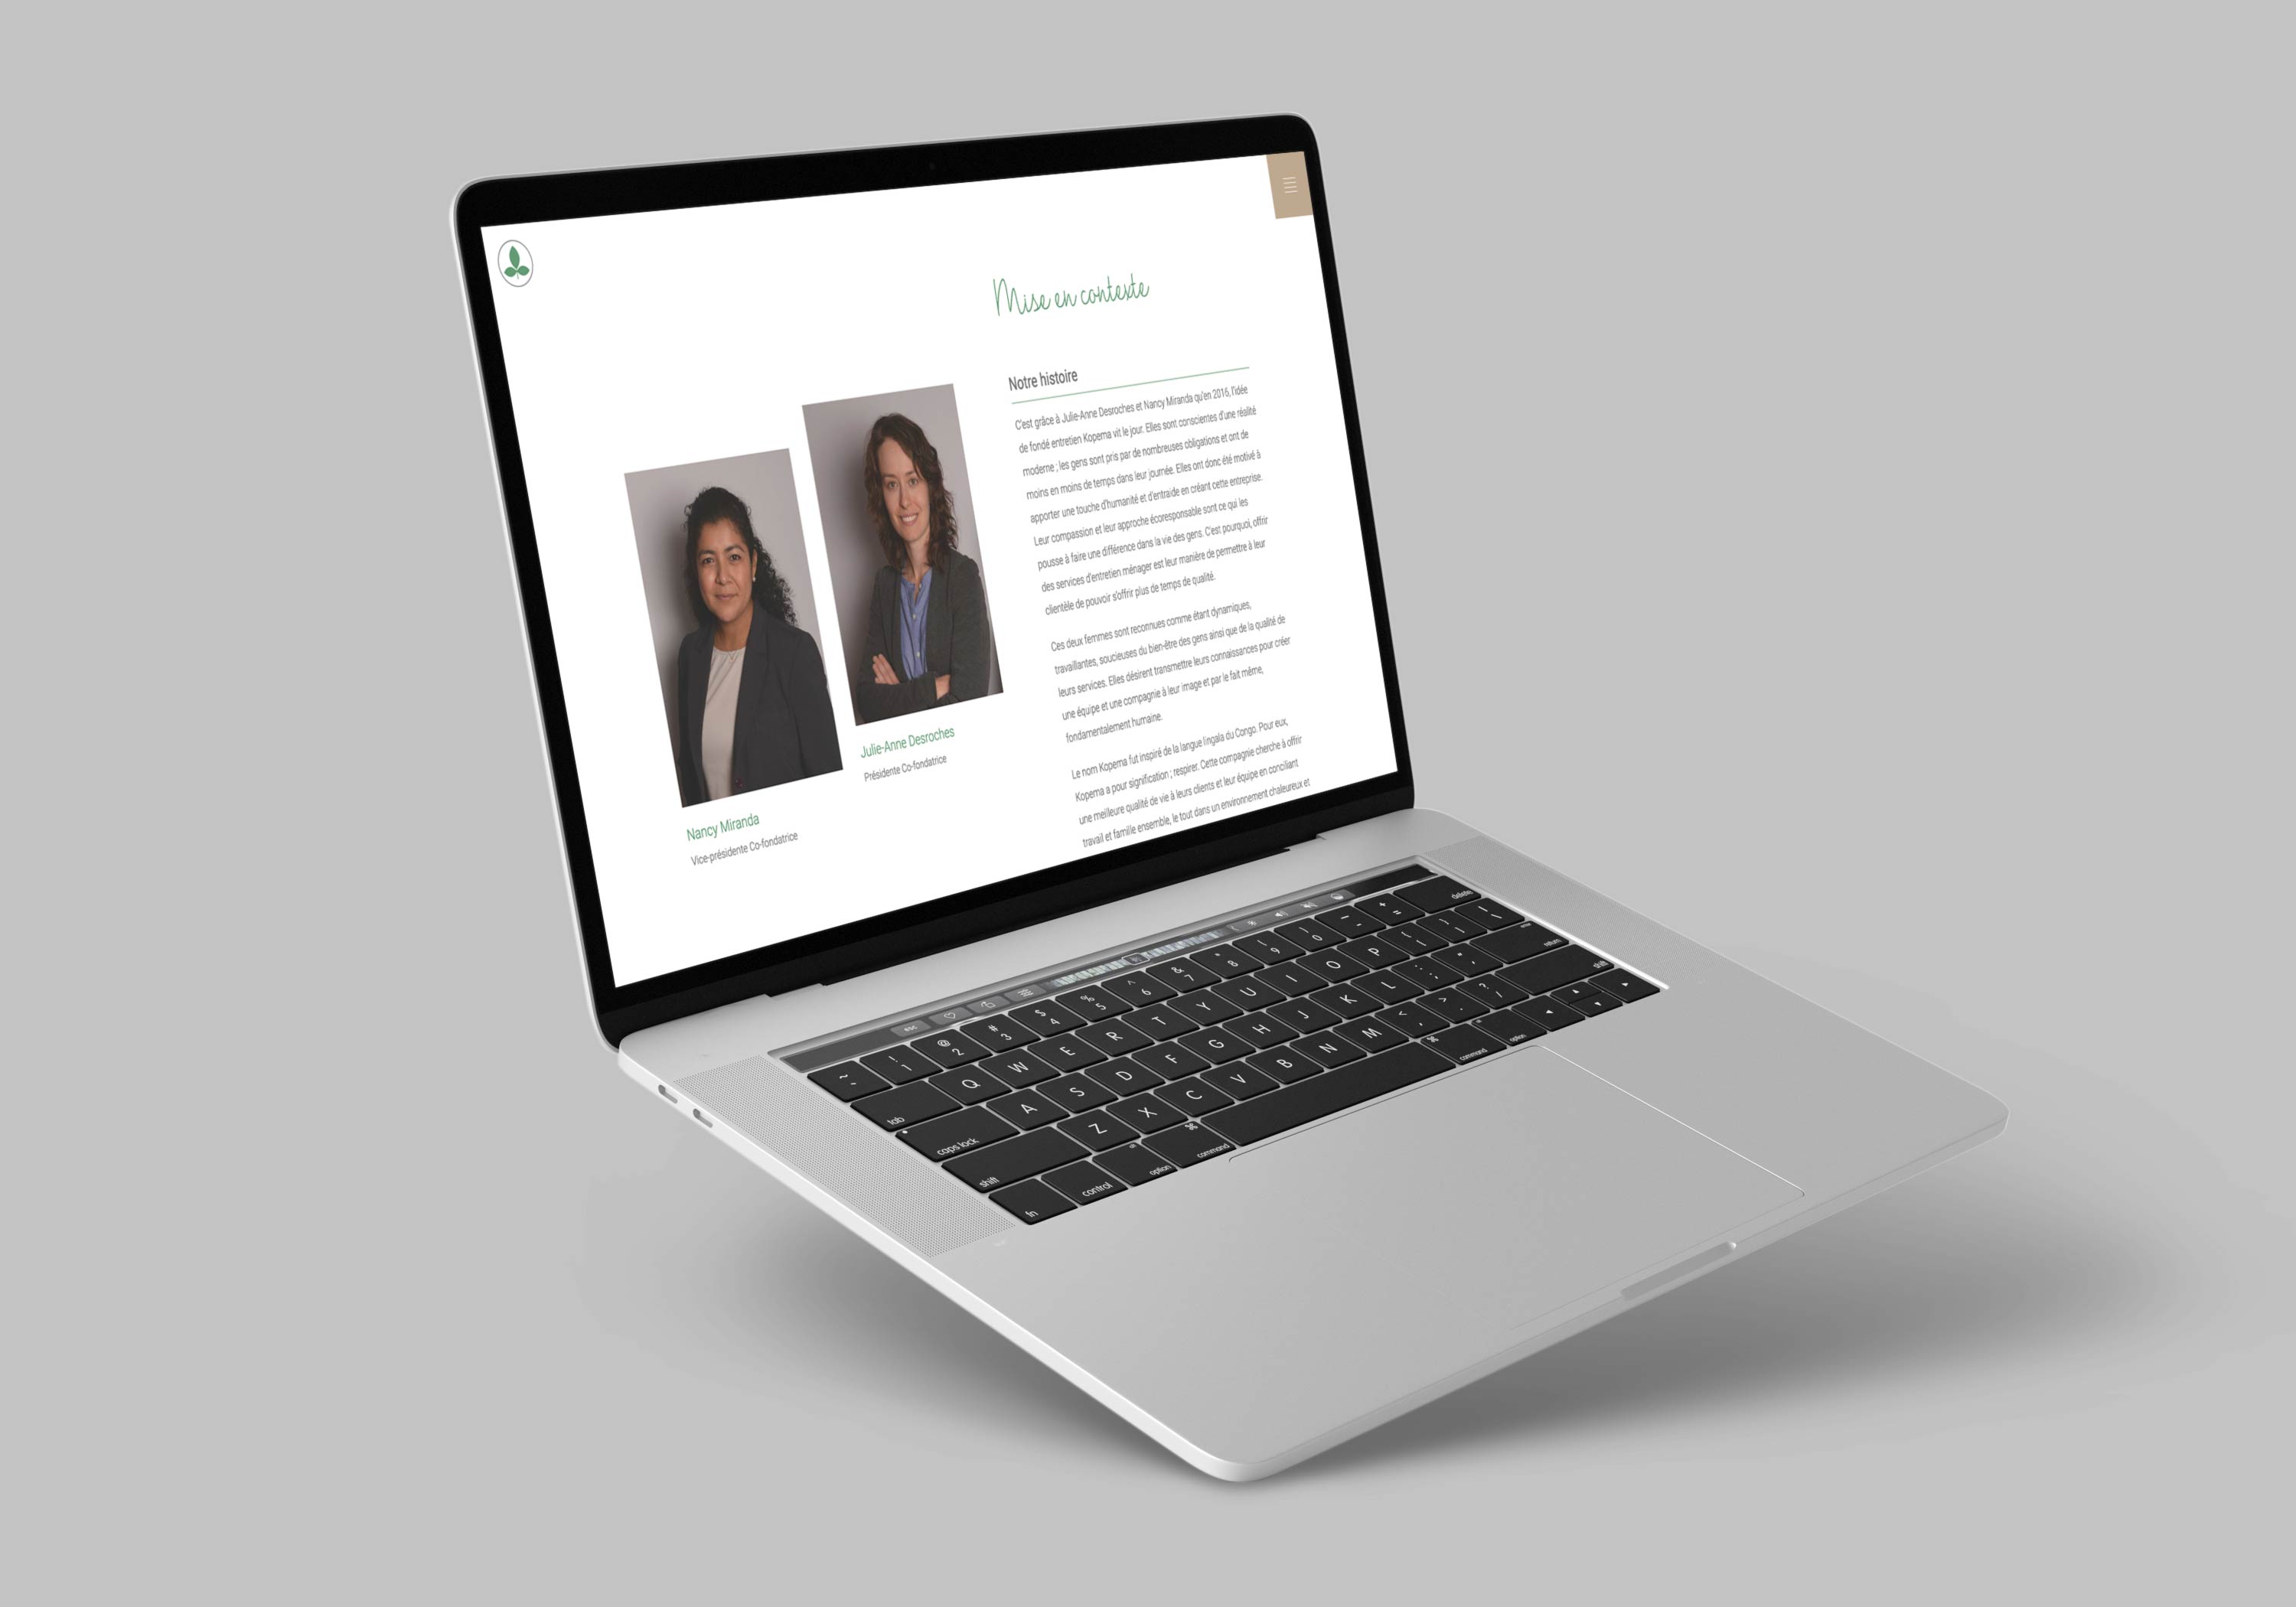 Mise en contexte
Nancy Miranda
Vice-présidente Co-fondatrice
Julie-Anne Desroches
Présidente Co-fondatrice
Notre histoire
C'est grâce à Julie-Anne Desroches et Nancy Miranda qu'en 2016, l'idée
de fondé entretien Kopema vit le jour. Elles sont conscientes d'une réalité
moderne ; les gens sont pris par de nombreuses obligations et ont de
moins en moins de temps dans leur journée. Elles ont donc été motivé à
apporter une touche d'humanité et d'entraide en créant cette entreprise.
Leur compassion et leur approche écoresponsable sont ce qui les
pousse à faire une différence dans la vie des gens. C'est pourquoi, offrir
des services d'entretien ménager est leur manière de permettre à leur
clientèle de pouvoir s'offrir plus de temps de qualité.
Ces deux femmes sont reconnues comme étant dynamiques,
travaillantes, soucieuses du bien-être des gens ainsi que de la qualité de
leurs services. Elles désirent transmettre leurs connaissances pour créer
une équipe et une compagnie à leur image et par le fait même,
fondamentalement humaine.
Le nom Kopema fut inspiré de la langue lingala du Congo. Pour eux,
Kopema a pour signification ; respirer. Cette compagnie cherche à offrir
une meilleure qualité de vie à leurs clients et leur équipe en conciliant
travail et famille ensemble, le tout dans un environnement chaleureux et
esc
~ ! 1 @ 2 # 3 $ 4 % 5 ^ 6 & 7 * 8 ( 9 ) 0 - + = delete
tab Q W E R T Y U I O P { [ } ] | \
caps lock A S D F G H J K L : ; " ' return
shift Z X C V B N M < , > . ? / shift
fn control option command command option